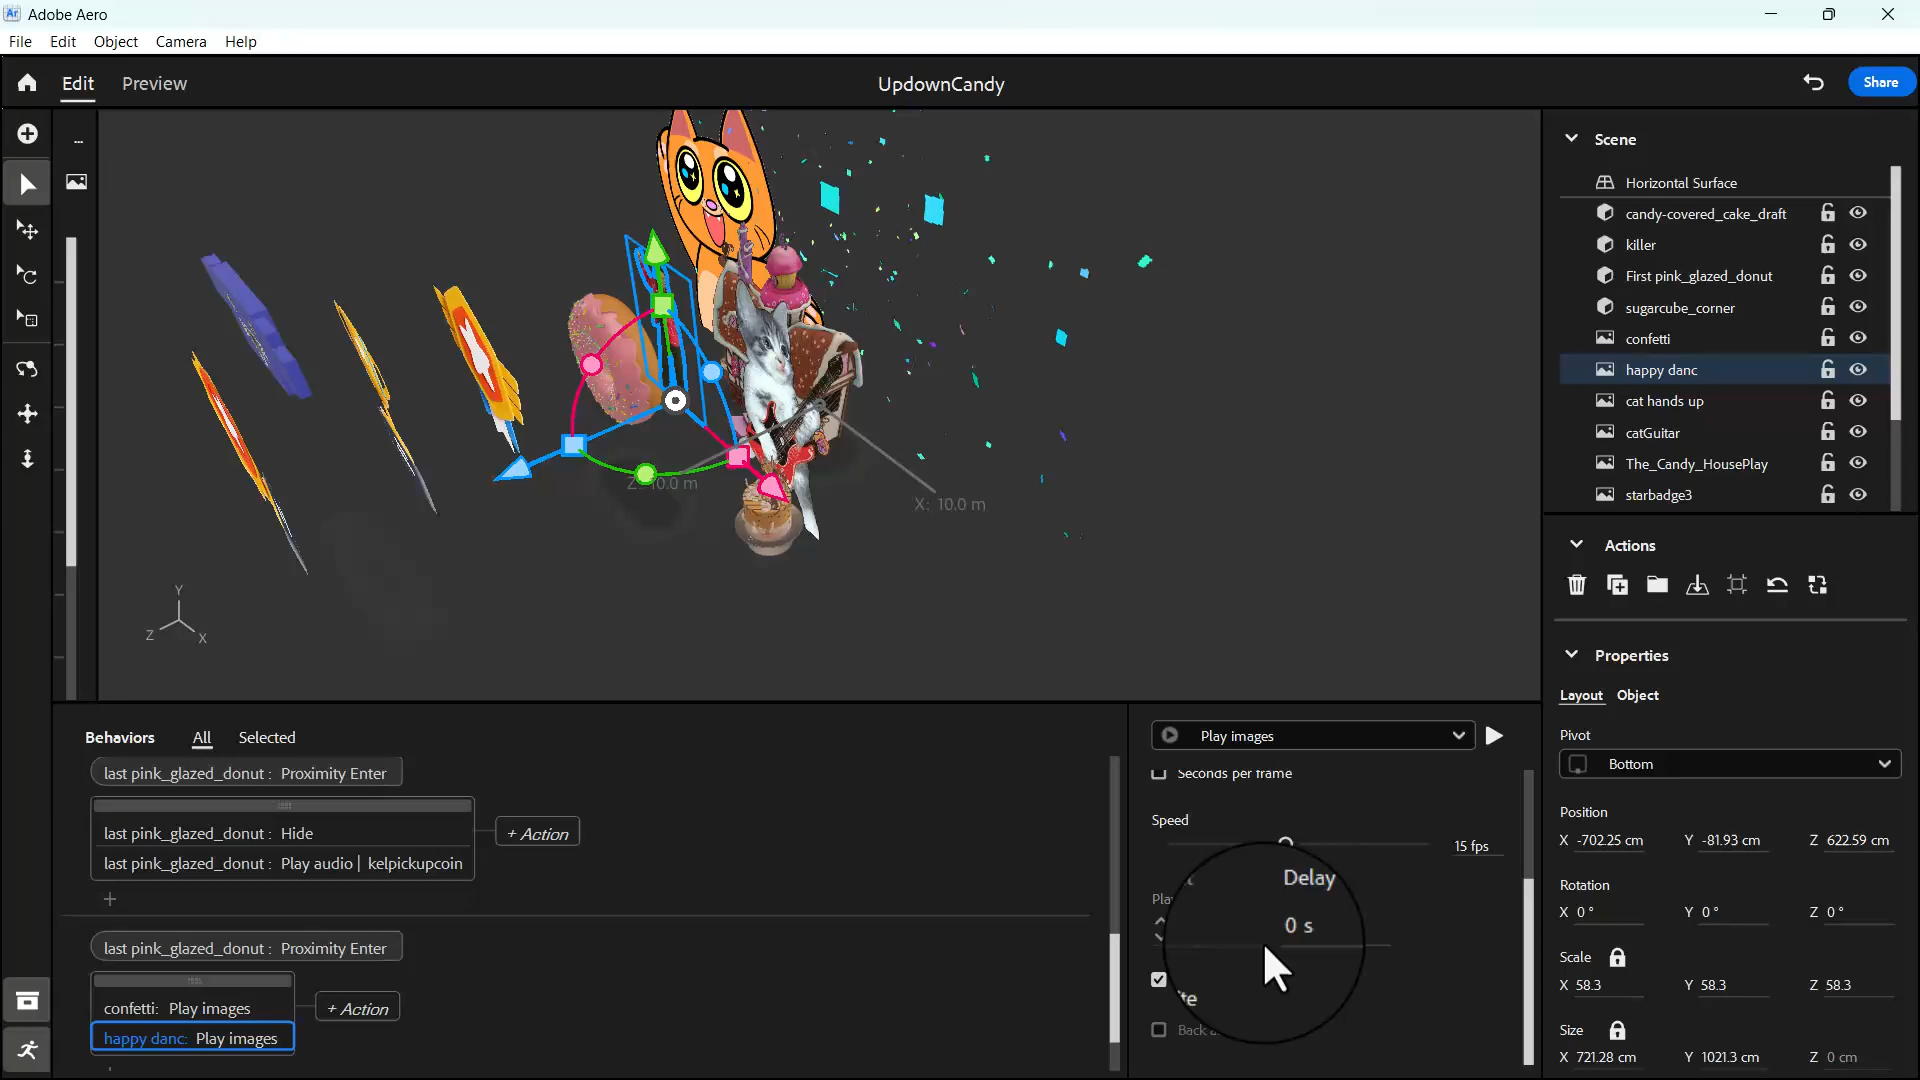 Ar Adobe Aero
File Edit Object Camera Help
Edit Preview UpdownCandy Share
Scene
Horizontal Surface
candy-covered_cake_draft
killer
First pink_glazed_donut
sugarcube_corner
confetti
happy danc
cat hands up
catGuitar
The_Candy_HousePlay
starbadge3
Z: 10.0 m
X: 10.0 m
Y
Z X
Actions
Properties
Layout Object
Pivot
Bottom
Position
X -702.25 cm Y -81.93 cm Z 622.59 cm
Rotation
X 0° Y 0° Z 0°
Scale
X 58.3 Y 58.3 Z 58.3
Size
X 721.28 cm Y 1021.3 cm Z 0 cm
Behaviors All Selected
last pink_glazed_donut : Proximity Enter
last pink_glazed_donut : Hide
last pink_glazed_donut : Play audio | kelpickupcoin
+ Action
+
last pink_glazed_donut : Proximity Enter
confetti: Play images
happy danc: Play images
+ Action
Play images
Seconds per frame
Speed
15 fps
Delay
0 s